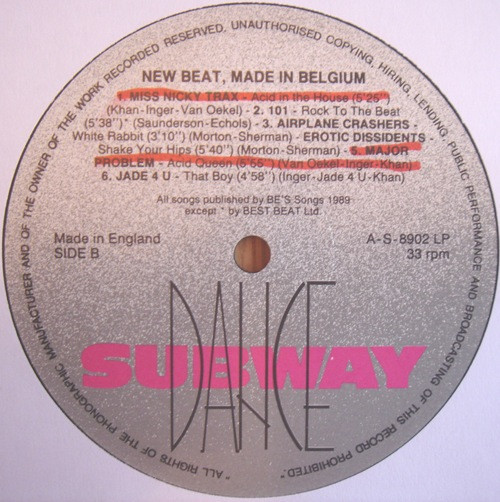 RESERVED, UNAUTHORISED COPYING, HIRING, LENDING PUBLIC PERFORMANCE AND BROADCASTING OF THIS RECORD PROHIBITED."
"ALL RIGHTS OF THE PHONOGRAPHIC MANUFACTURER AND OF THE OWNER OF THE WORK RECORDED
NEW BEAT, MADE IN BELGIUM
1. MISS NICKY TRAX - Acid in the House (5'25'')
(Khan-Inger-Van Oekel) - 2. 101 - Rock To The Beat
(5'38'')* (Saunderson-Echols) - 3. AIRPLANE CRASHERS -
White Rabbit (3'10'') (Morton-Sherman) - EROTIC DISSIDENTS -
Shake Your Hips (5'40'') (Morton-Sherman) - 5. MAJOR
PROBLEM - Acid Queen (5'55'') (Van Oekel-Inger-Khan)
6. JADE 4 U - That Boy (4'58'') (Inger-Jade 4 U-Khan)
All songs published by BE'S Songs 1989
except * by BEST BEAT Ltd.
Made in England
SIDE B
A-S-8902 LP
33 rpm
DANCE
SUBWAY